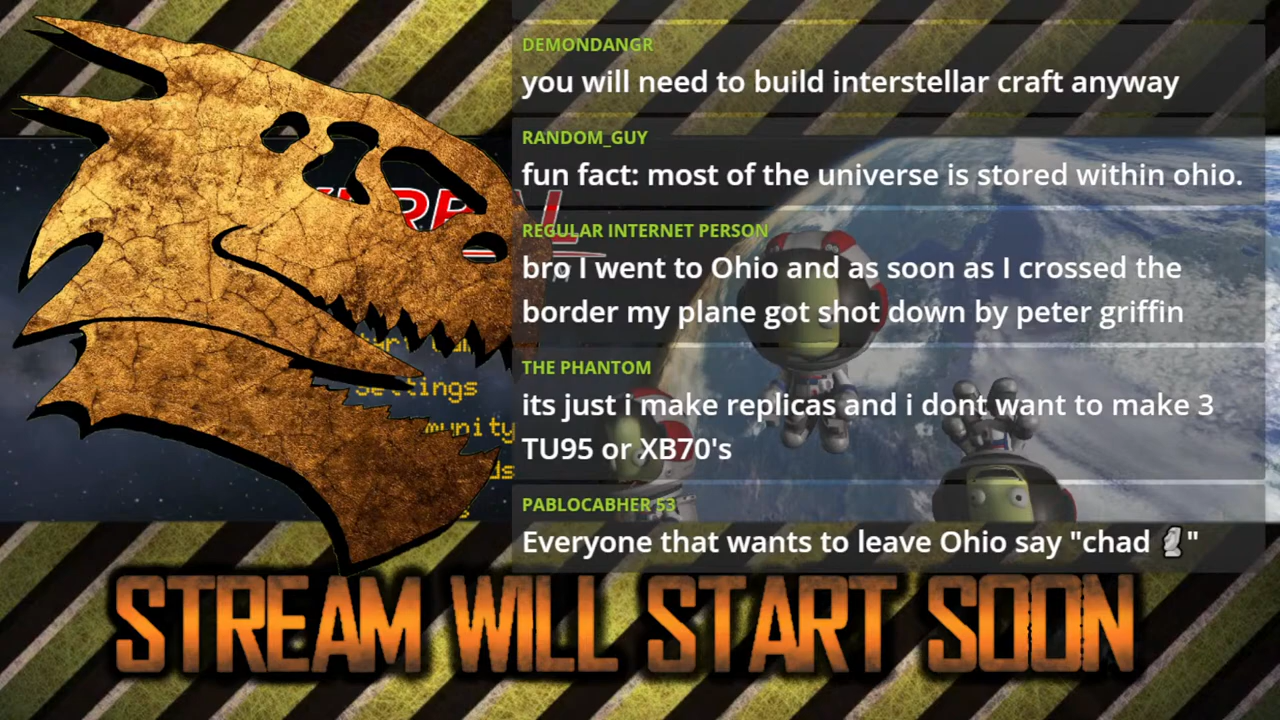 DEMONDANGR
you will need to build interstellar craft anyway
RANDOM_GUY
fun fact: most of the universe is stored within ohio.
REGULAR INTERNET PERSON
bro I went to Ohio and as soon as I crossed the
border my plane got shot down by peter griffin
THE PHANTOM
its just i make replicas and i dont want to make 3
TU95 or XB70's
PABLOCABHER 53
Everyone that wants to leave Ohio say "chad 🗿"
Settings
STREAM WILL START SOON